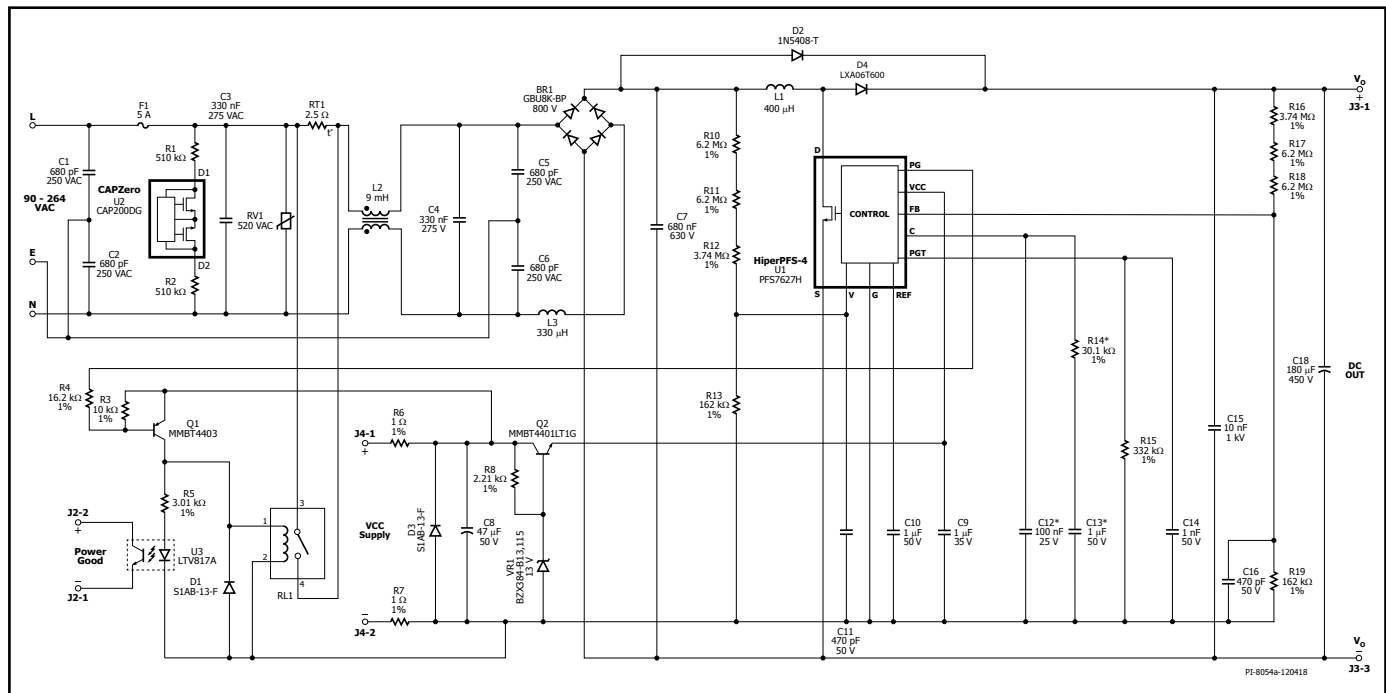 D2
1N5408-T
D4
LXA06T600
L1
400 µH
BR1
GBU8K-BP
800 V
VO
+
J3-1
L
F1
5 A
C3
330 nF
275 VAC
RT1
2.5 Ω
t°
R1
510 kΩ
C1
680 pF
250 VAC
90 - 264
VAC
CAPZero
U2
CAP200DG
D1
D2
RV1
520 VAC
L2
9 mH
C4
330 nF
275 V
C5
680 pF
250 VAC
C6
680 pF
250 VAC
E
C2
680 pF
250 VAC
R2
510 kΩ
N
L3
330 µH
C7
680 nF
630 V
R10
6.2 MΩ
1%
R11
6.2 MΩ
1%
R12
3.74 MΩ
1%
D
PG
VCC
CONTROL
FB
C
PGT
HiperPFS-4
U1
PFS7627H
S
V
G
REF
R16
3.74 MΩ
1%
R17
6.2 MΩ
1%
R18
6.2 MΩ
1%
R14*
30.1 kΩ
1%
R4
16.2 kΩ
1%
R3
10 kΩ
1%
Q1
MMBT4403
R13
162 kΩ
1%
C18
180 µF
450 V
DC
OUT
J4-1
+
R6
1 Ω
1%
Q2
MMBT4401LT1G
R8
2.21 kΩ
1%
C15
10 nF
1 kV
R15
332 kΩ
1%
R5
3.01 kΩ
1%
J2-2
+
Power
Good
U3
LTV817A
J2-1
–
D1
S1AB-13-F
1
2
3
4
RL1
VCC
Supply
D3
S1AB-13-F
C8
47 µF
50 V
VR1
BZX384-B13,115
13 V
C10
1 µF
50 V
C9
1 µF
35 V
C12*
100 nF
25 V
C13*
1 µF
50 V
C14
1 nF
50 V
C16
470 pF
50 V
R19
162 kΩ
1%
R7
1 Ω
1%
–
J4-2
C11
470 pF
50 V
VO
–
J3-3
PI-8054a-120418